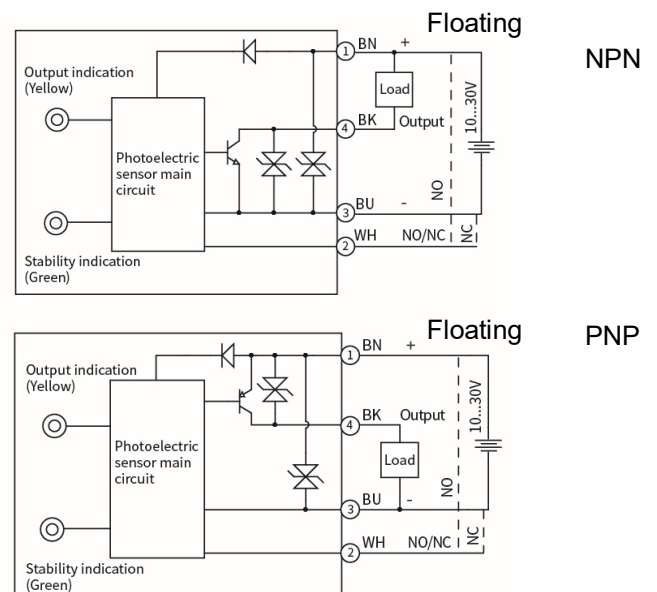 Floating
NPN
1 BN +
Output indication
(Yellow)
Load
10...30V
4 BK Output
Photoelectric
sensor main
circuit
NO
3 BU -
2 WH NO/NC NC
Stability indication
(Green)
Floating
PNP
1 BN +
Output indication
(Yellow)
10...30V
4 BK Output
Photoelectric
sensor main
circuit
Load
NO
3 BU -
2 WH NO/NC NC
Stability indication
(Green)